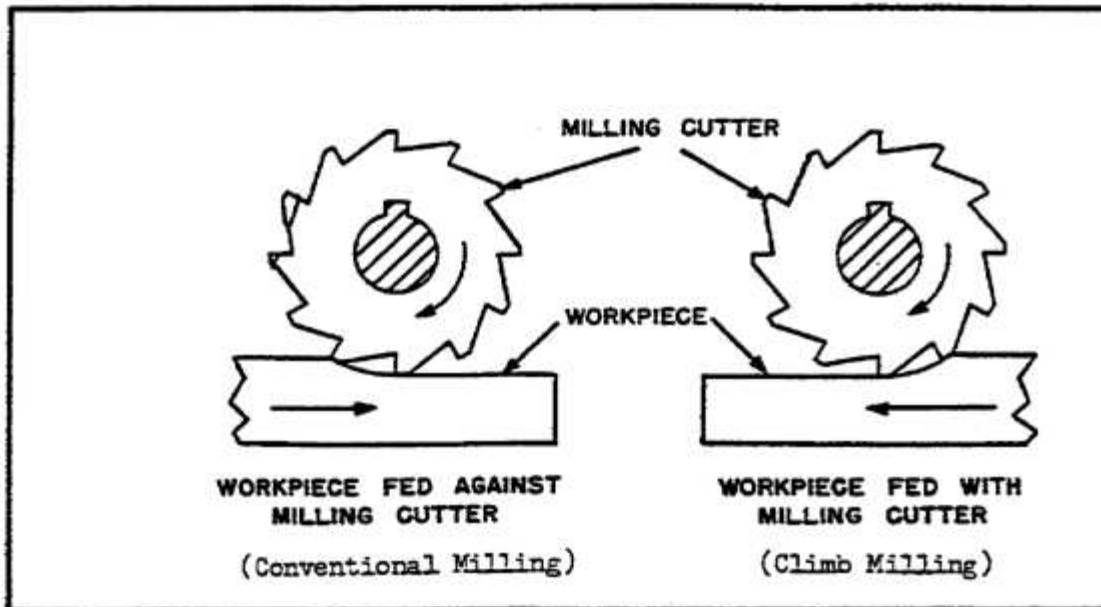 MILLING CUTTER
WORKPIECE
WORKPIECE FED AGAINST
MILLING CUTTER
(Conventional Milling)
WORKPIECE FED WITH
MILLING CUTTER
(Climb Milling)